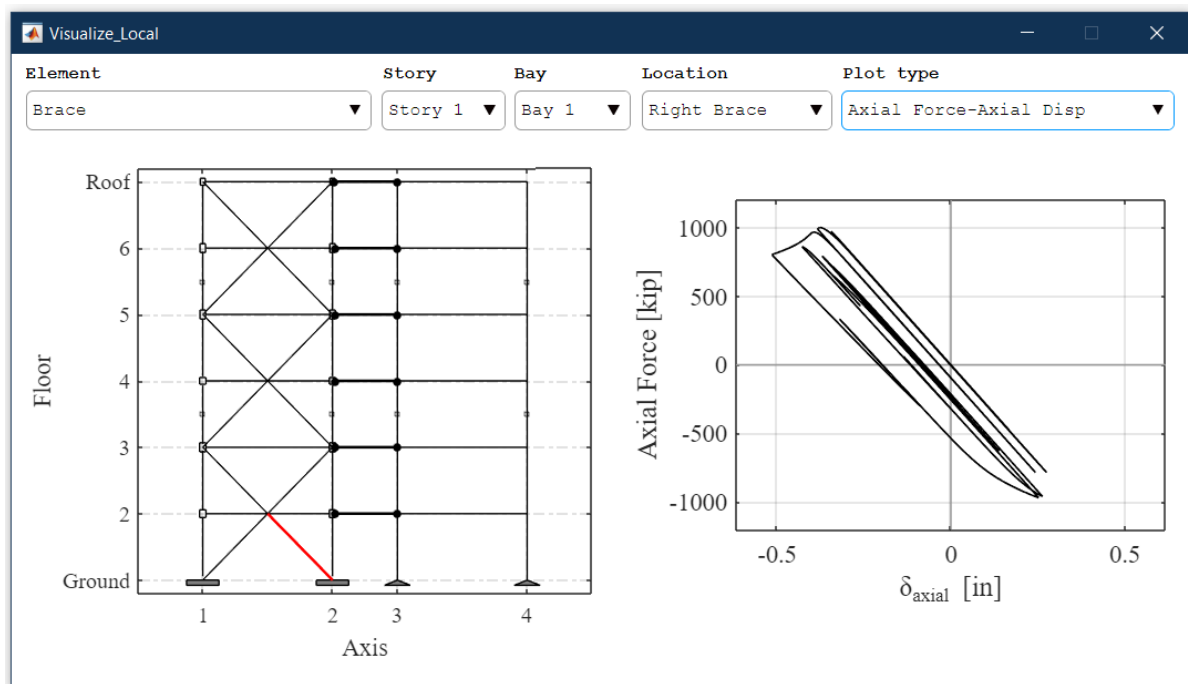 Visualize_Local
Element Story Bay Location Plot type
Brace Story 1 Bay 1 Right Brace Axial Force-Axial Disp
Roof
6
5
4
3
2
Ground
Floor
1 2 3 4
Axis
1000
500
0
-500
-1000
Axial Force [kip]
-0.5 0 0.5
δaxial [in]